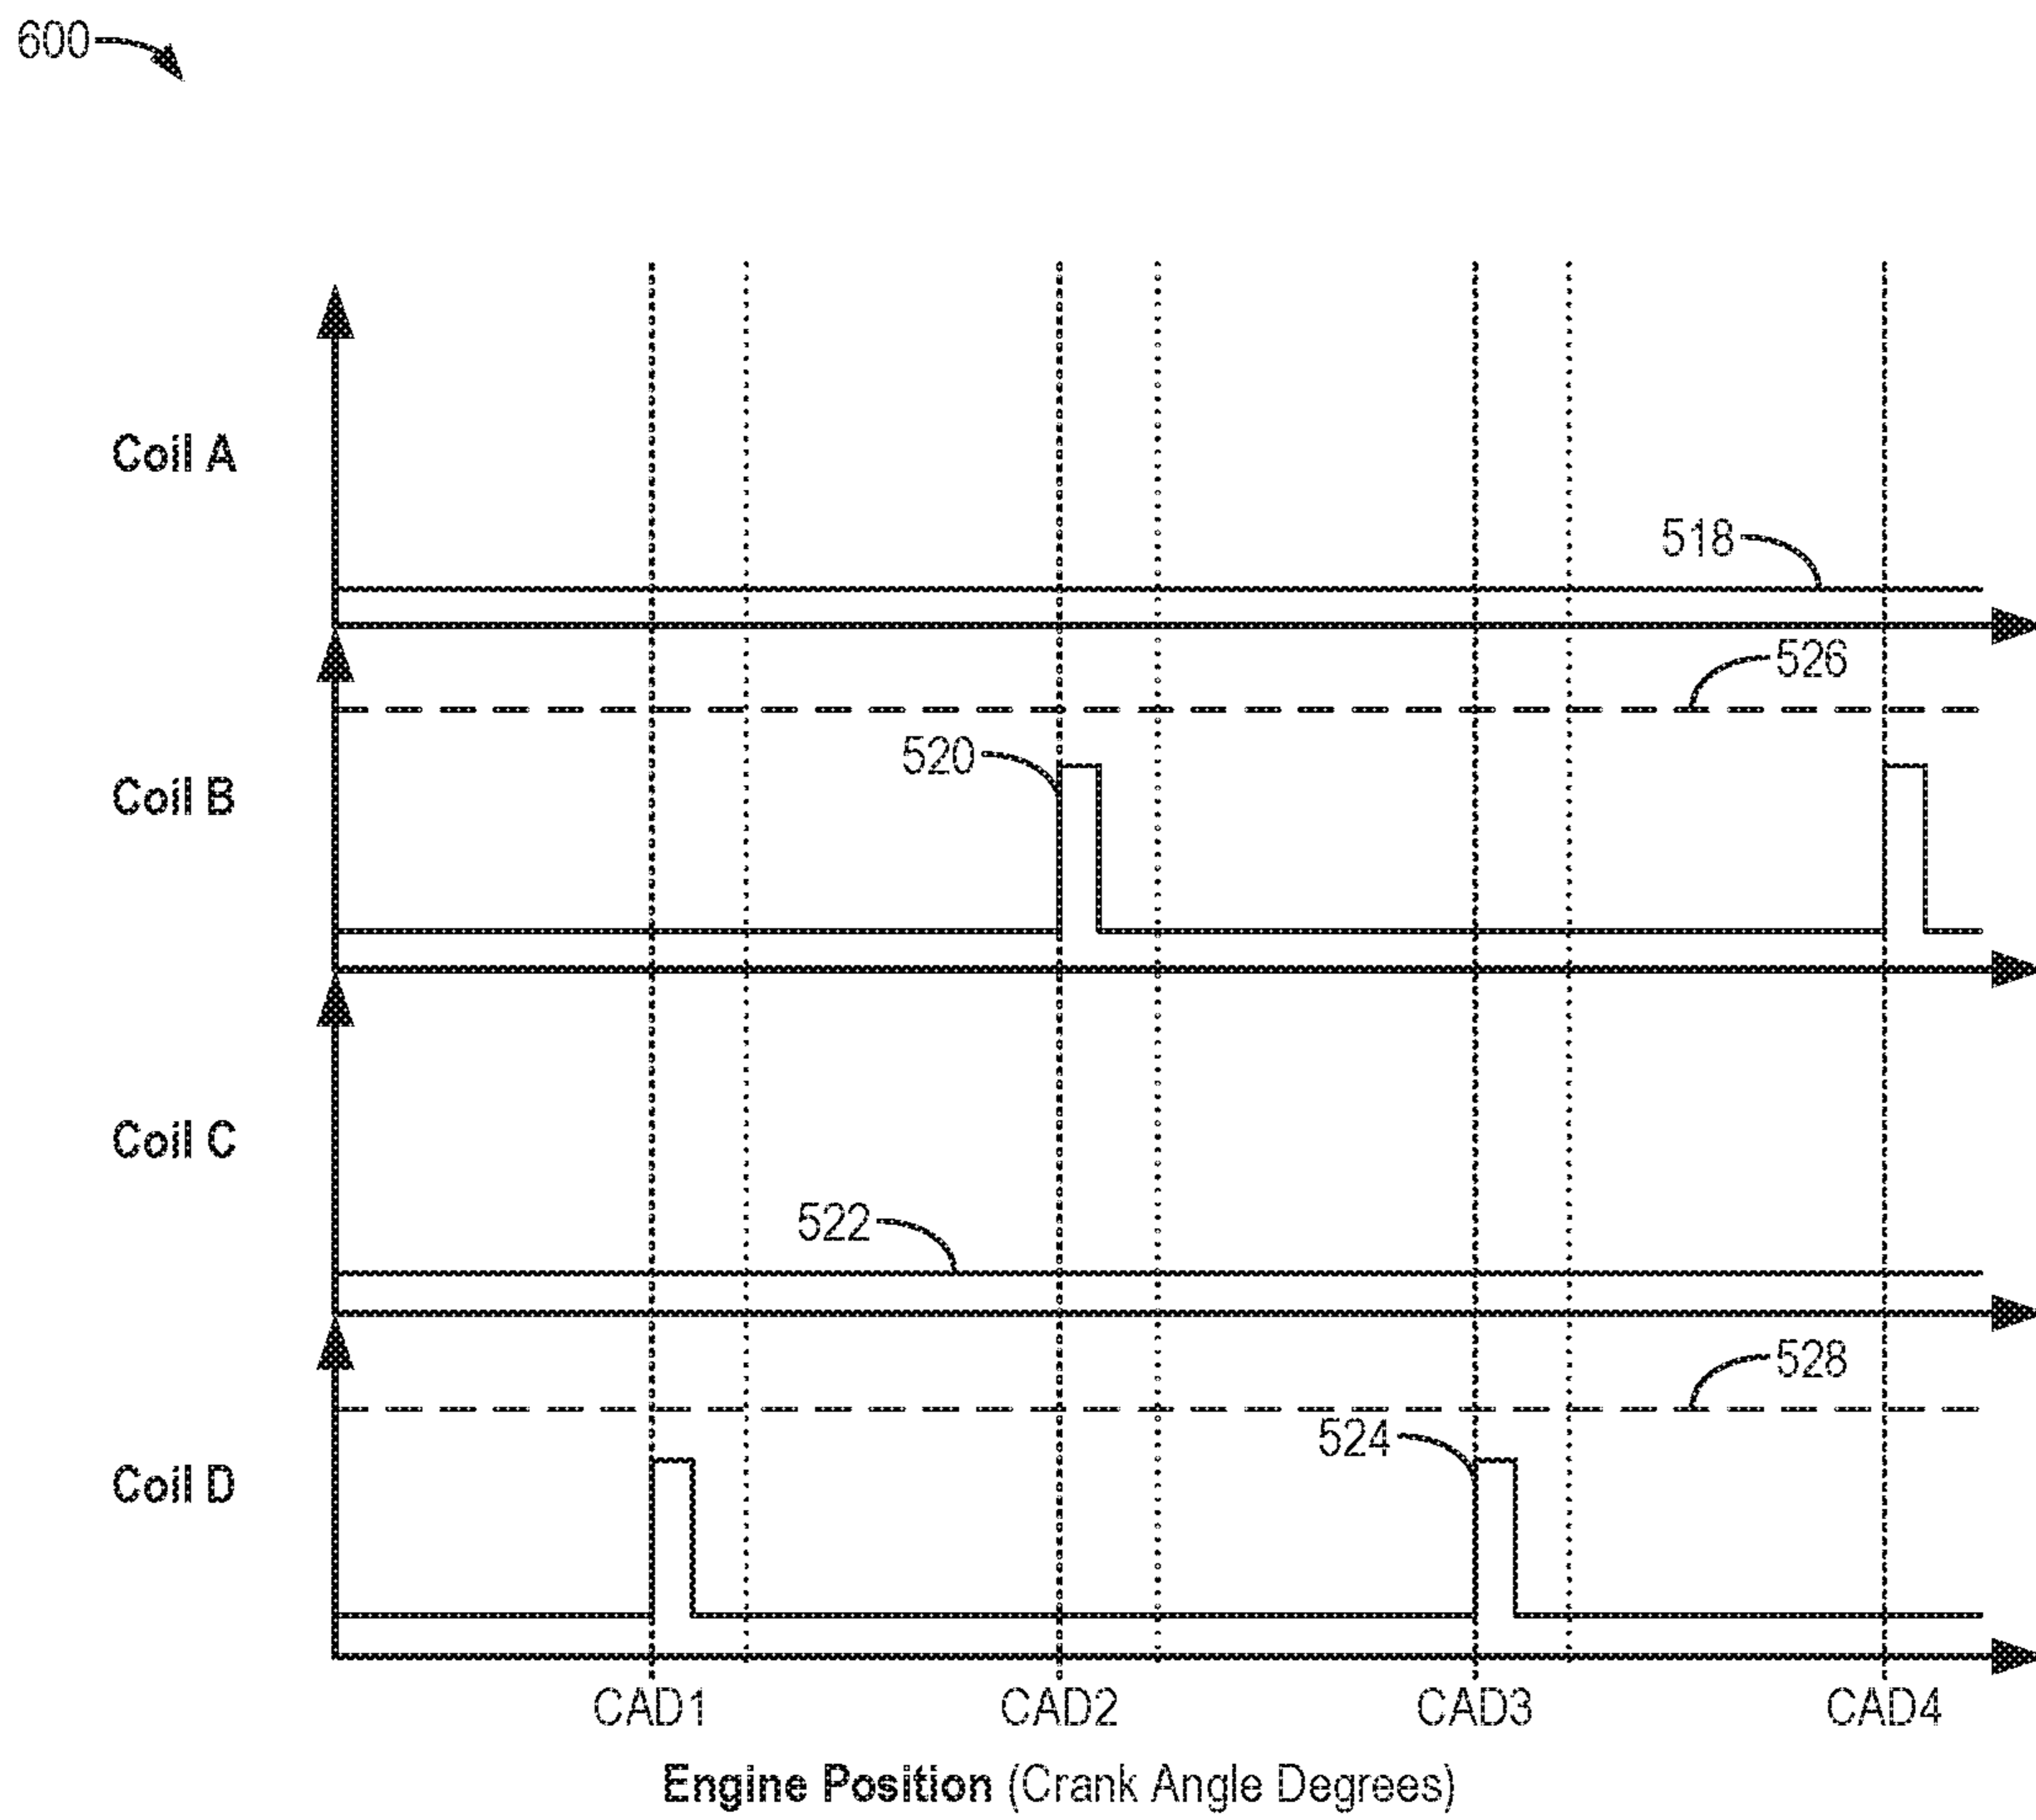 600
Coil A
518
526
520
Coil B
Coil C
522
528
524
Coil D
CAD1 CAD2 CAD3 CAD4
Engine Position (Crank Angle Degrees)